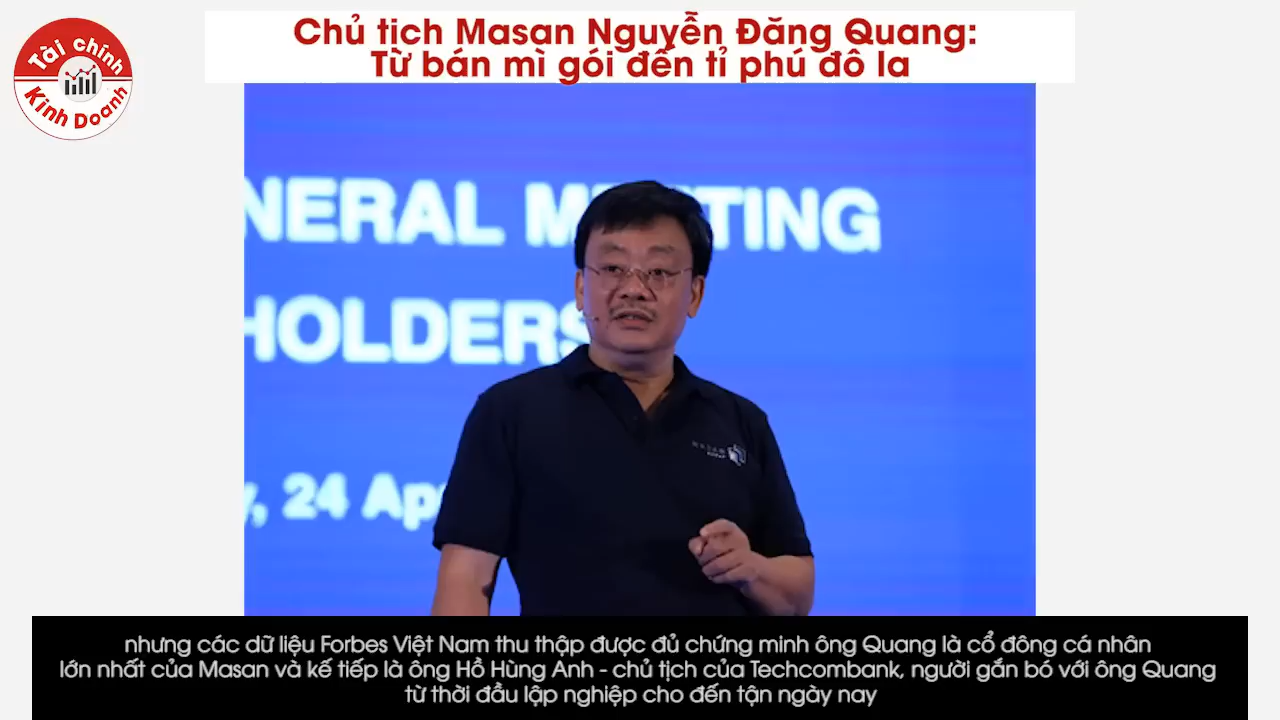 Tài chính
Kinh Doanh
Chủ tịch Masan Nguyễn Đăng Quang:
Từ bán mì gói đến tỉ phú đô la
NERAL M TING
HOLDERS
y, 24 Ap
MASAN
nhưng các dữ liệu Forbes Việt Nam thu thập được đủ chứng minh ông Quang là cổ đông cá nhân
lớn nhất của Masan và kế tiếp là ông Hồ Hùng Anh - chủ tịch của Techcombank, người gắn bó với ông Quang
từ thời đầu lập nghiệp cho đến tận ngày nay